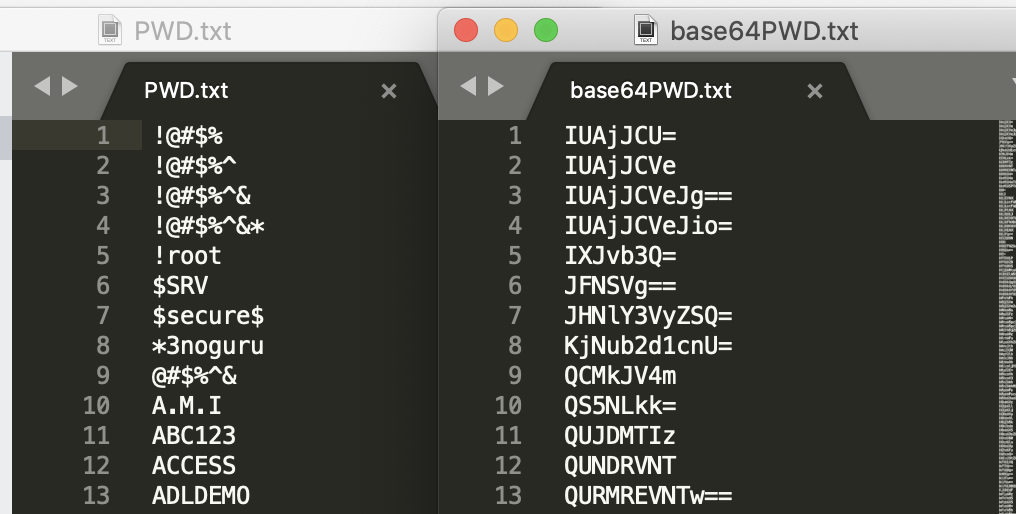 PWD.txt
base64PWD.txt
PWD.txt ×
base64PWD.txt ×
1 !@#$%
2 !@#$%^
3 !@#$%^&
4 !@#$%^&*
5 !root
6 $SRV
7 $secure$
8 *3noguru
9 @#$%^&
10 A.M.I
11 ABC123
12 ACCESS
13 ADLDEMO
1 IUAjJCU=
2 IUAjJCVe
3 IUAjJCVeJg==
4 IUAjJCVeJio=
5 IXJvb3Q=
6 JFNSVg==
7 JHNlY3VyZSQ=
8 KjNub2d1cnU=
9 QCMkJV4m
10 QS5NLkk=
11 QUJDMTIz
12 QUNDRVNT
13 QURMREVNTw==